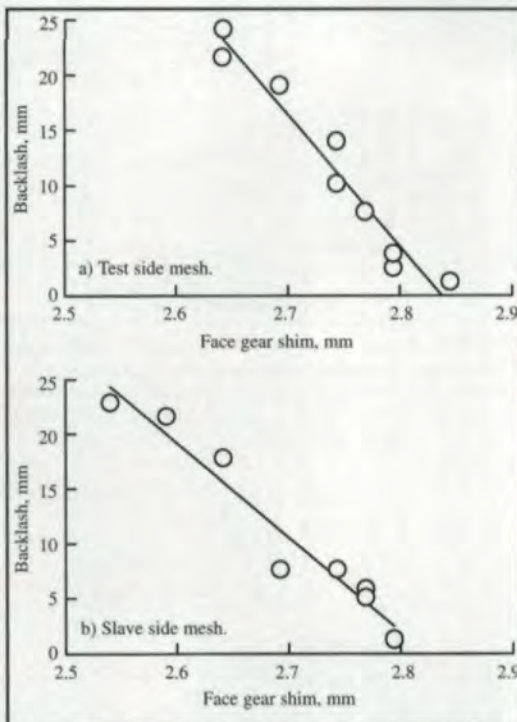 25
20
15
10
5
0
Backlash, mm
a) Test side mesh.
2.5 2.6 2.7 2.8 2.9
Face gear shim, mm
25
20
15
10
5
0
Backlash, mm
b) Slave side mesh.
2.5 2.6 2.7 2.8 2.9
Face gear shim, mm